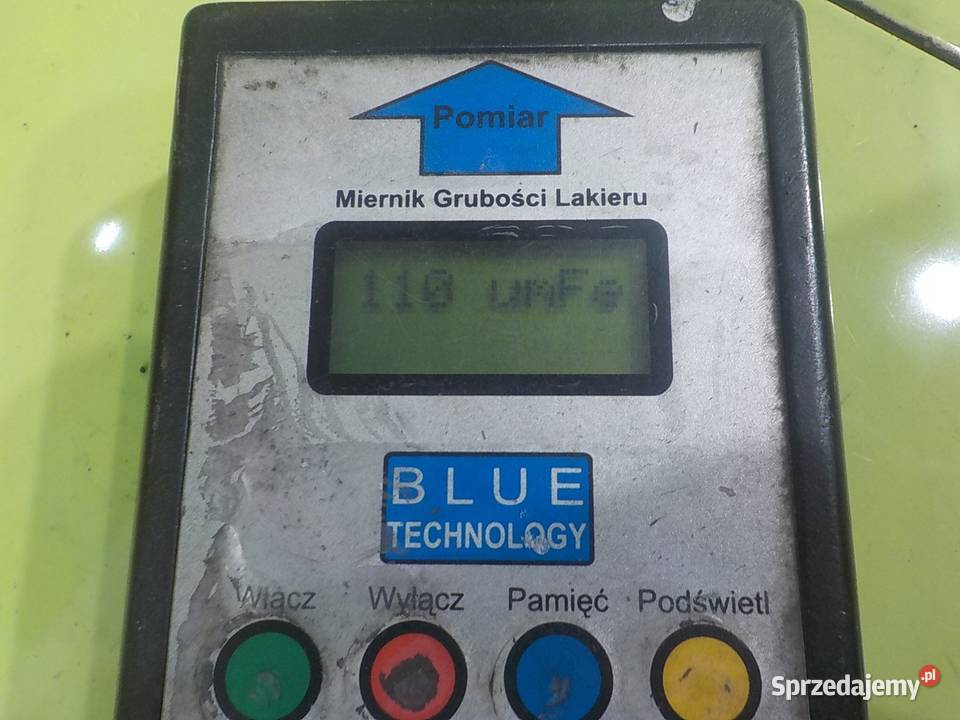 Pomiar
Miernik Grubości Lakieru
110 umFe
BLUE
TECHNOLOGY
Włącz Wyłącz Pamięć Podświetl
Sprzedajemy.pl